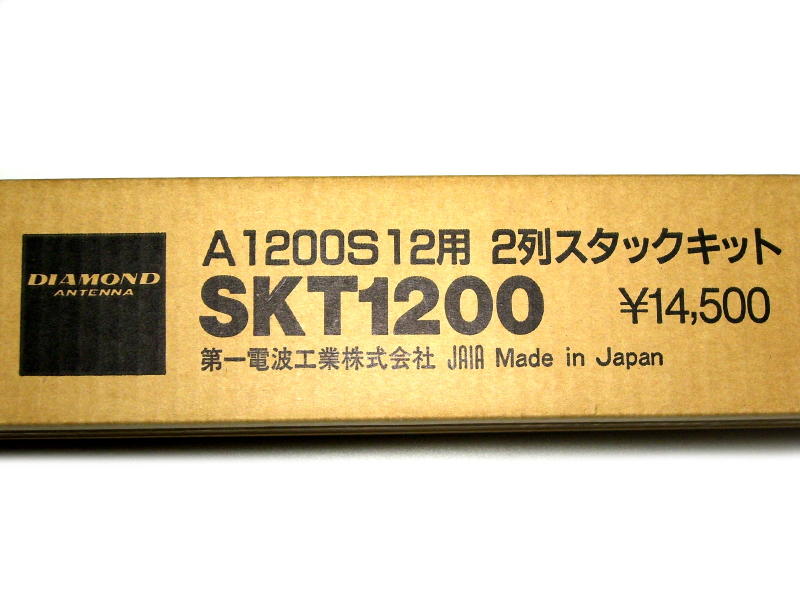 DIAMOND
ANTENNA
A1200S12用 2列スタックキット
SKT1200 ¥14,500
第一電波工業株式会社 JAIA Made in Japan